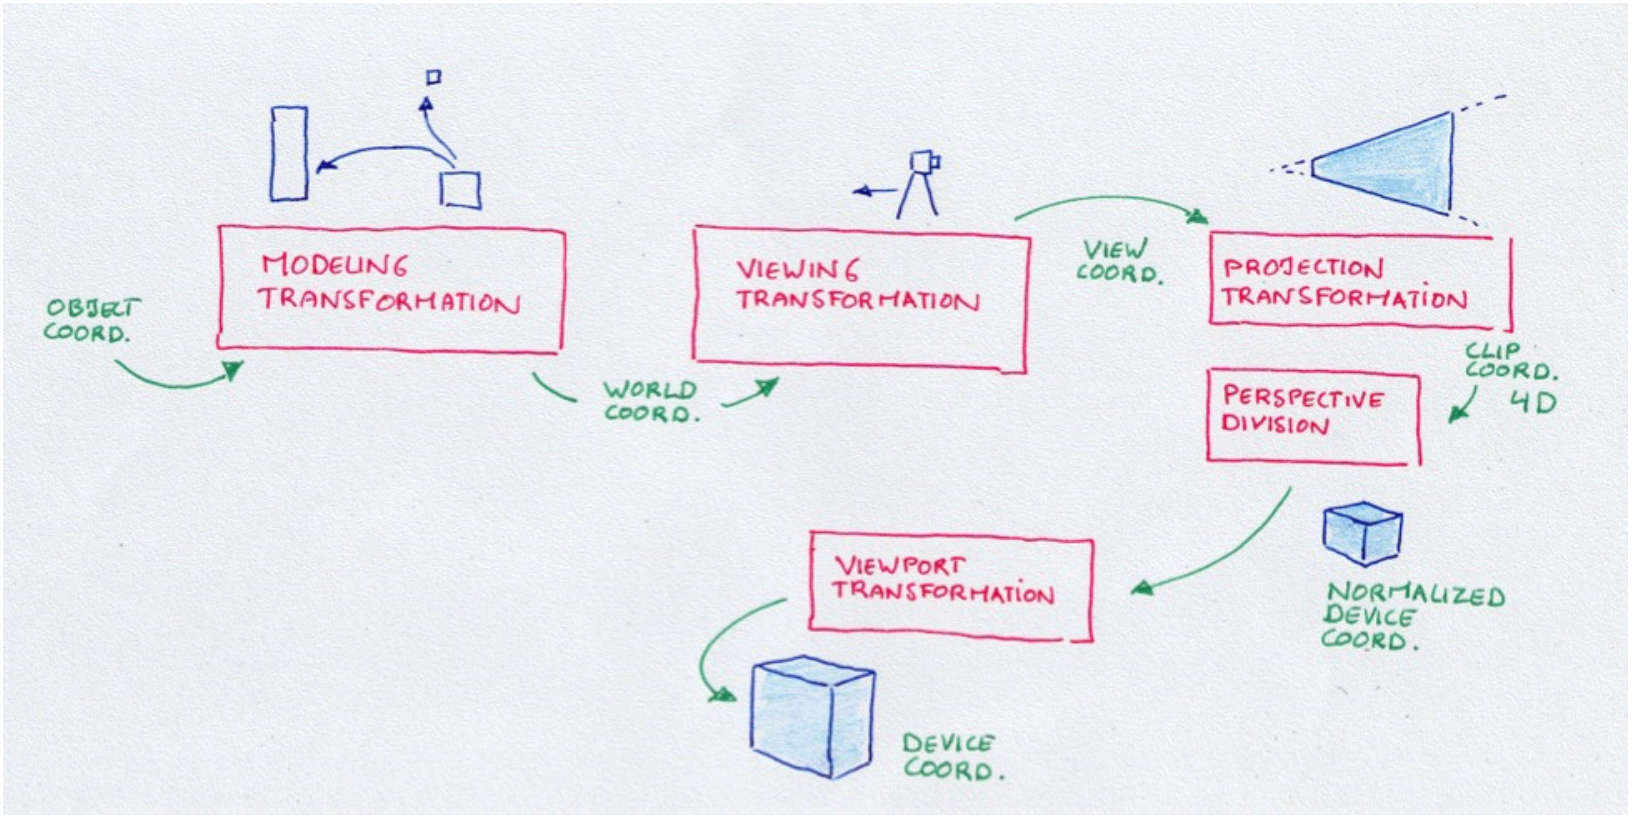 OBJECT
COORD.
MODELING
TRANSFORMATION
WORLD
COORD.
VIEWING
TRANSFORMATION
VIEW
COORD.
PROJECTION
TRANSFORMATION
CLIP
COORD.
4D
PERSPECTIVE
DIVISION
NORMALIZED
DEVICE
COORD.
VIEWPORT
TRANSFORMATION
DEVICE
COORD.